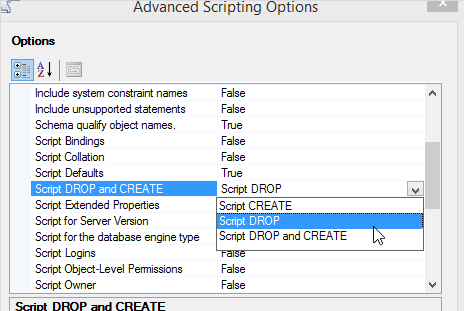 Advanced Scripting Options
Options
Include system constraint names False
Include unsupported statements False
Schema qualify object names. True
Script Bindings False
Script Collation False
Script Defaults True
Script DROP and CREATE Script DROP
Script Extended Properties Script CREATE
Script for Server Version Script DROP
Script for the database engine type Script DROP and CREATE
Script Logins False
Script Object-Level Permissions False
Script Owner False
Script DROP and CREATE